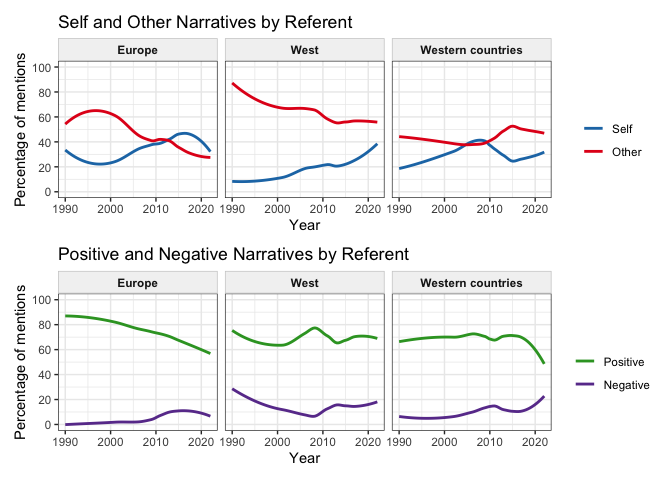 Self and Other Narratives by Referent
Europe West Western countries
Percentage of mentions
100
80
60
40
20
0
1990 2000 2010 2020 1990 2000 2010 2020 1990 2000 2010 2020
Year
Self
Other
Positive and Negative Narratives by Referent
Europe West Western countries
Percentage of mentions
100
80
60
40
20
0
1990 2000 2010 2020 1990 2000 2010 2020 1990 2000 2010 2020
Year
Positive
Negative